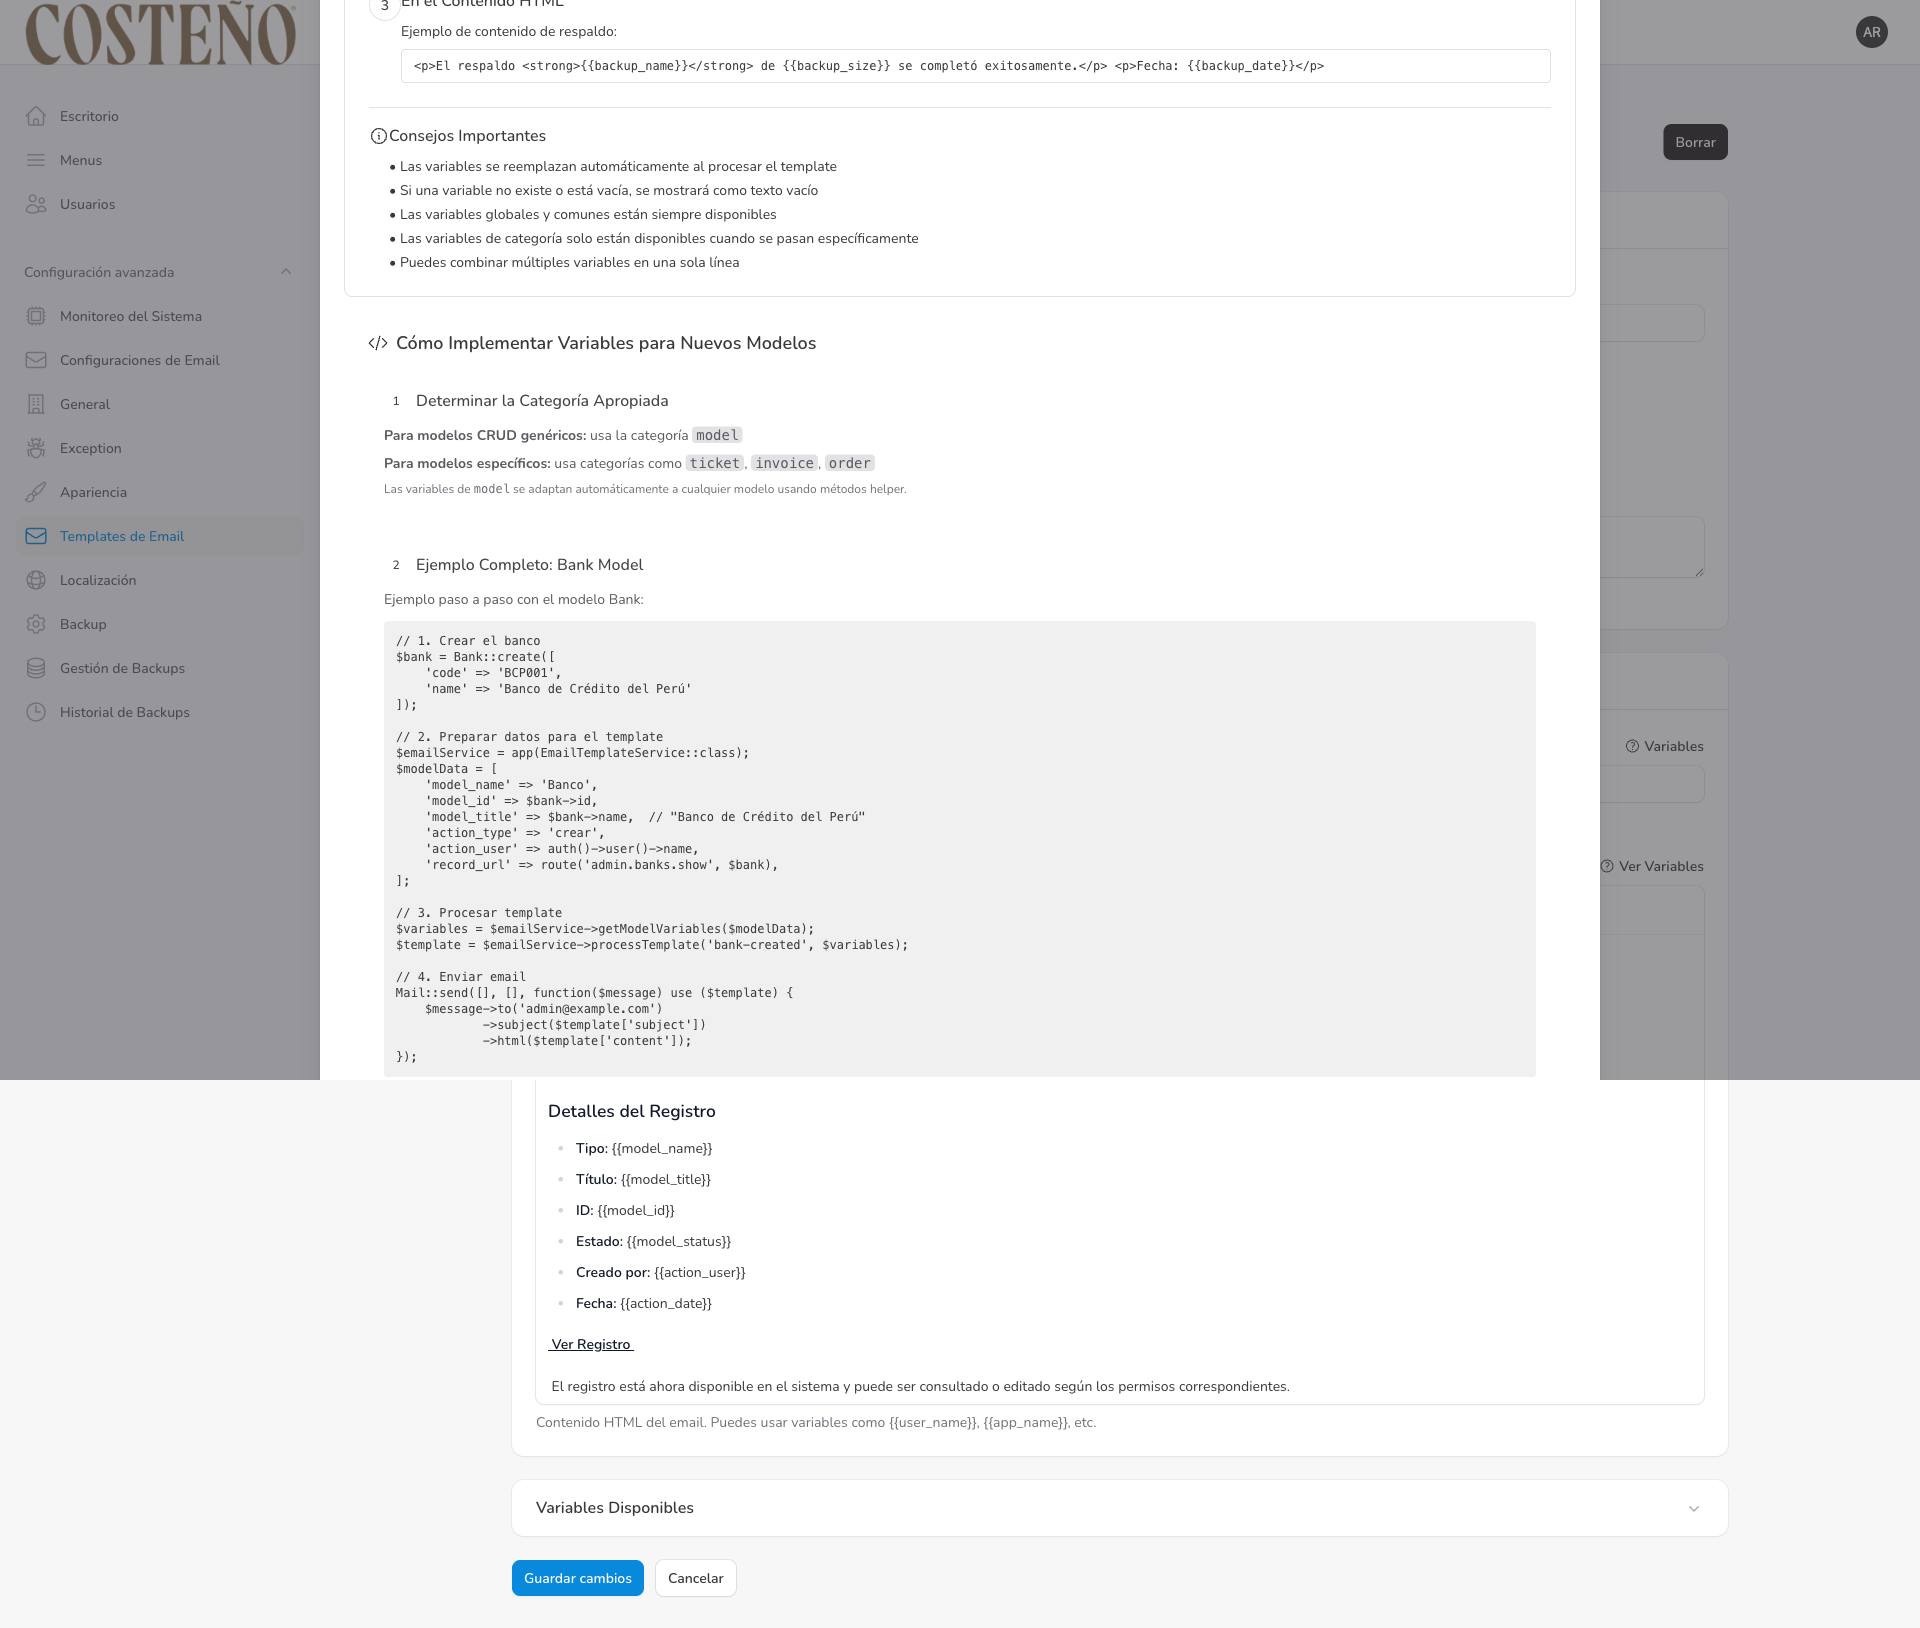 COSTEÑO
AR
Escritorio
Menus
Usuarios
Configuración avanzada
Monitoreo del Sistema
Configuraciones de Email
General
Exception
Apariencia
Templates de Email
Localización
Backup
Gestión de Backups
Historial de Backups
Borrar
Variables
Ver Variables
3 En el Contenido HTML
Ejemplo de contenido de respaldo:
<p>El respaldo <strong>{{backup_name}}</strong> de {{backup_size}} se completó exitosamente.</p> <p>Fecha: {{backup_date}}</p>
Consejos Importantes
• Las variables se reemplazan automáticamente al procesar el template
• Si una variable no existe o está vacía, se mostrará como texto vacío
• Las variables globales y comunes están siempre disponibles
• Las variables de categoría solo están disponibles cuando se pasan específicamente
• Puedes combinar múltiples variables en una sola línea
</> Cómo Implementar Variables para Nuevos Modelos
1 Determinar la Categoría Apropiada
Para modelos CRUD genéricos: usa la categoría model
Para modelos específicos: usa categorías como ticket, invoice, order
Las variables de model se adaptan automáticamente a cualquier modelo usando métodos helper.
2 Ejemplo Completo: Bank Model
Ejemplo paso a paso con el modelo Bank:
// 1. Crear el banco
$bank = Bank::create([
    'code' => 'BCP001',
    'name' => 'Banco de Crédito del Perú'
]);
// 2. Preparar datos para el template
$emailService = app(EmailTemplateService::class);
$modelData = [
    'model_name' => 'Banco',
    'model_id' => $bank->id,
    'model_title' => $bank->name,  // "Banco de Crédito del Perú"
    'action_type' => 'crear',
    'action_user' => auth()->user()->name,
    'record_url' => route('admin.banks.show', $bank),
];
// 3. Procesar template
$variables = $emailService->getModelVariables($modelData);
$template = $emailService->processTemplate('bank-created', $variables);
// 4. Enviar email
Mail::send([], [], function($message) use ($template) {
    $message->to('admin@example.com')
            ->subject($template['subject'])
            ->html($template['content']);
});
Detalles del Registro
Tipo: {{model_name}}
Título: {{model_title}}
ID: {{model_id}}
Estado: {{model_status}}
Creado por: {{action_user}}
Fecha: {{action_date}}
Ver Registro
El registro está ahora disponible en el sistema y puede ser consultado o editado según los permisos correspondientes.
Contenido HTML del email. Puedes usar variables como {{user_name}}, {{app_name}}, etc.
Variables Disponibles
Guardar cambios
Cancelar